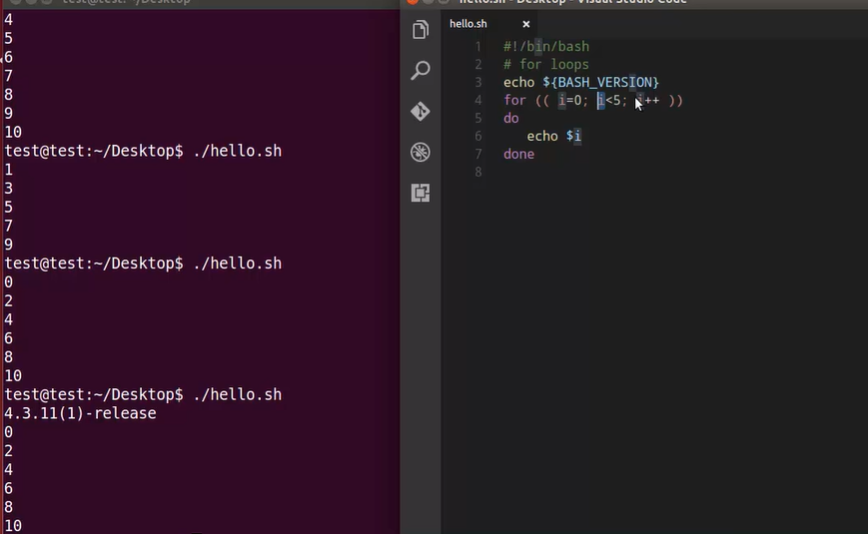 test@test: ~/Desktop
4
5
6
7
8
9
10
test@test:~/Desktop$ ./hello.sh
1
3
5
7
9
test@test:~/Desktop$ ./hello.sh
0
2
4
6
8
10
test@test:~/Desktop$ ./hello.sh
4.3.11(1)-release
0
2
4
6
8
10
hello.sh - Desktop - Visual Studio Code
hello.sh ×
1 #!/bin/bash
2 # for loops
3 echo ${BASH_VERSION}
4 for (( i=0; i<5; i++ ))
5 do
6 echo $i
7 done
8